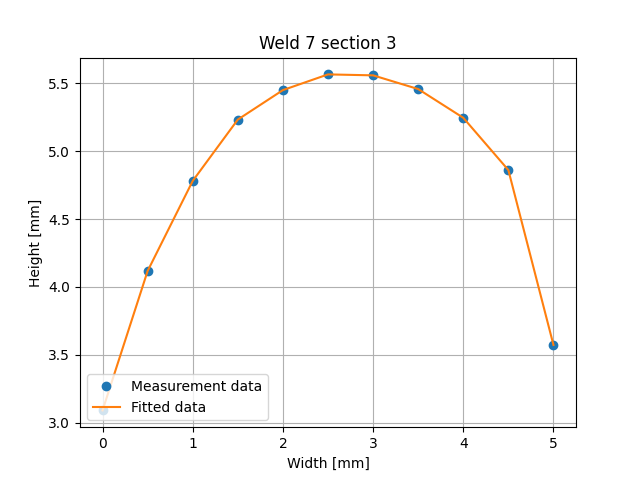 Weld 7 section 3
Height [mm]
5.5
5.0
4.5
4.0
3.5
3.0
Measurement data
Fitted data
0 1 2 3 4 5
Width [mm]